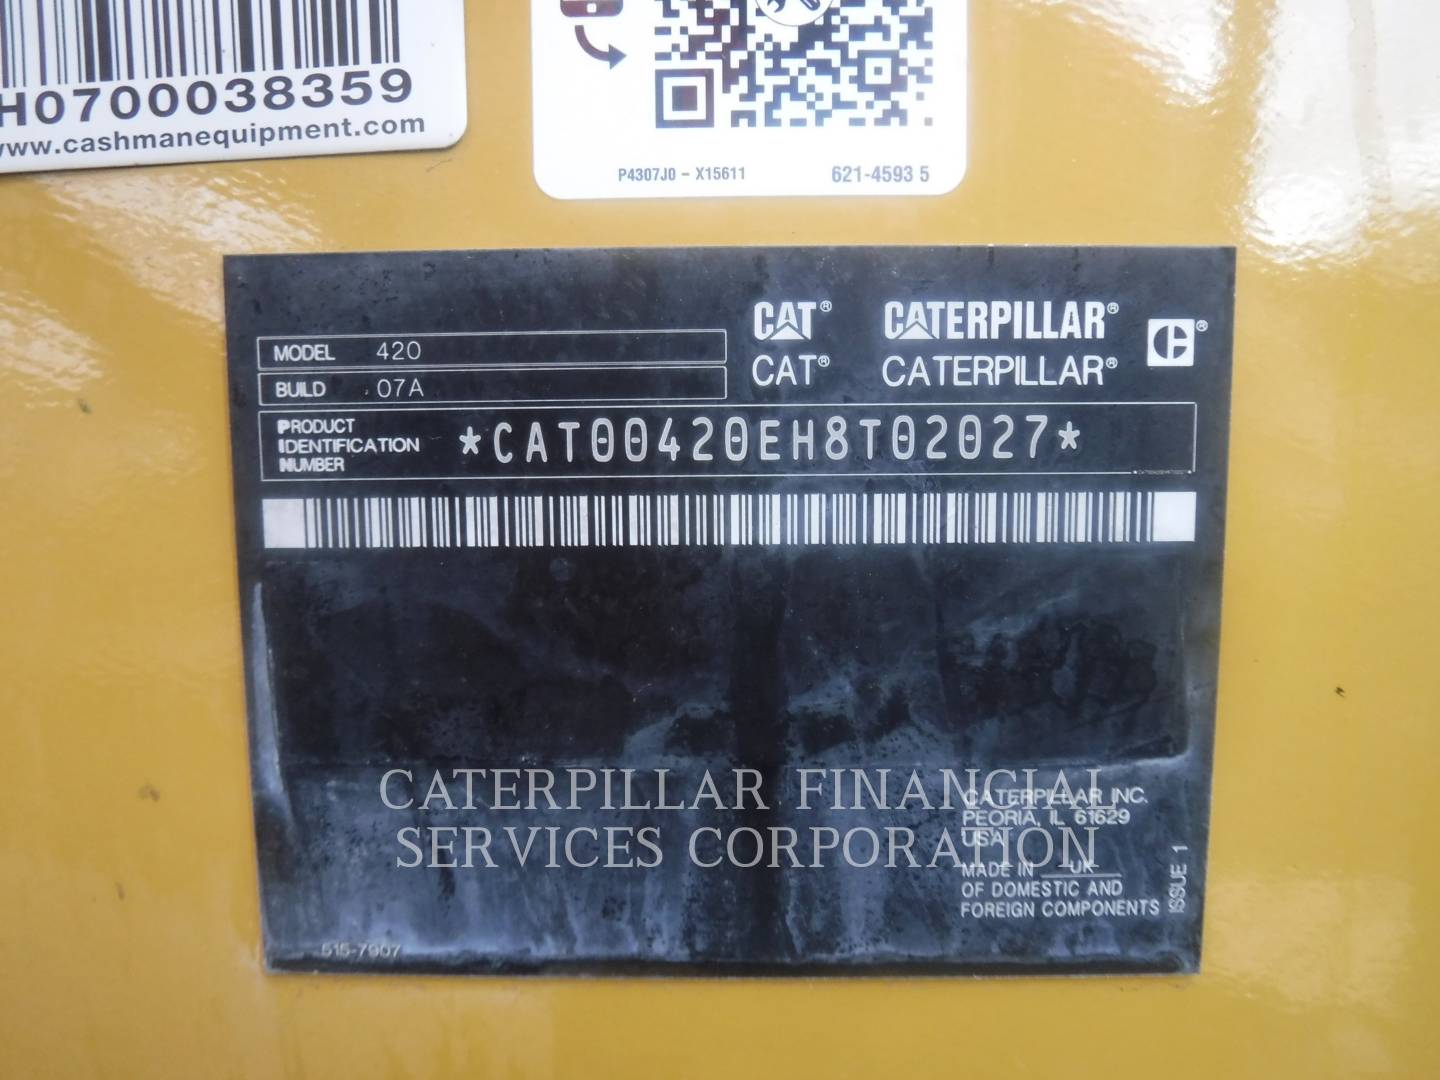 H0700038359
www.cashmanequipment.com
P4307J0 - X15611 621-4593 5
CAT® CATERPILLAR®
CAT® CATERPILLAR®
MODEL 420
BUILD 07A
PRODUCT
IDENTIFICATION
NUMBER
*CAT00420EH8T02027*
CATERPILLAR FINANCIAL
SERVICES CORPORATION
CATERPILLAR INC.
PEORIA, IL 61629
USA
MADE IN UK
OF DOMESTIC AND
FOREIGN COMPONENTS
ISSUE 1
515-7907